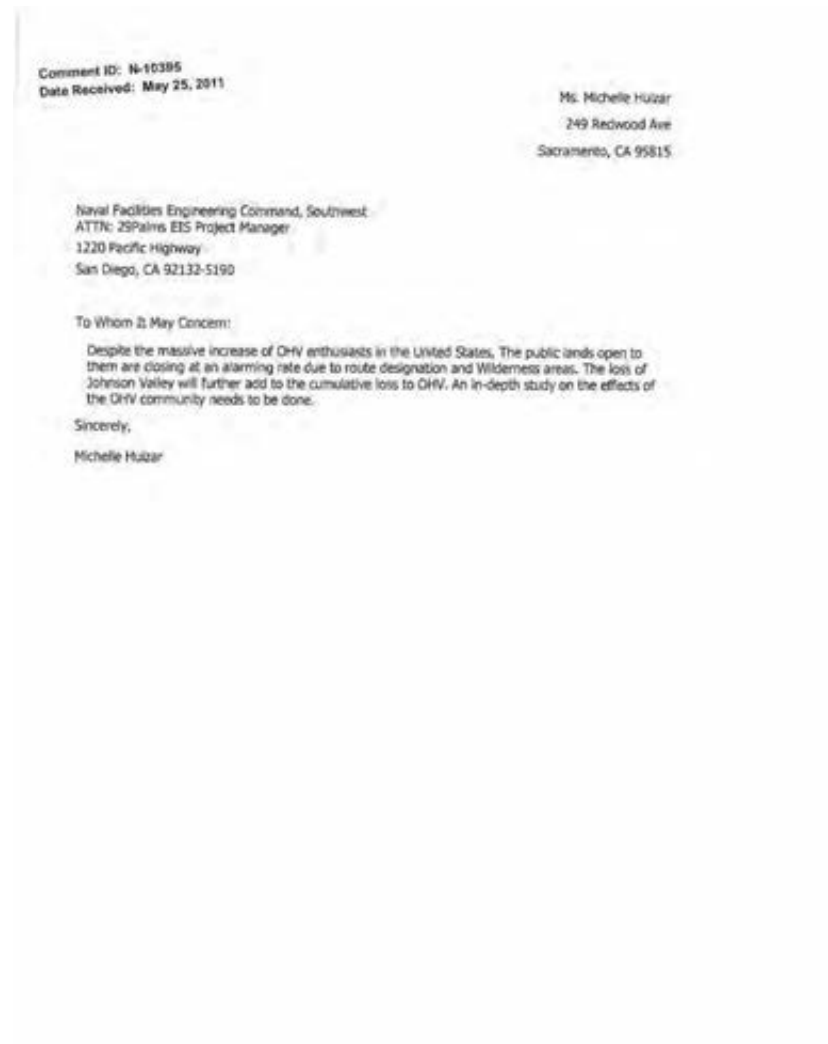 Comment ID: N-10395
Date Received: May 25, 2011
Ms. Michelle Huizar
249 Redwood Ave
Sacramento, CA 95815
Naval Facilities Engineering Command, Southwest
ATTN: 29Palms EIS Project Manager
1220 Pacific Highway
San Diego, CA 92132-5190
To Whom It May Concern:
Despite the massive increase of OHV enthusiasts in the United States, The public lands open to
them are closing at an alarming rate due to route designation and Wilderness areas. The loss of
Johnson Valley will further add to the cumulative loss to OHV. An in-depth study on the effects of
the OHV community needs to be done.
Sincerely,
Michelle Huizar